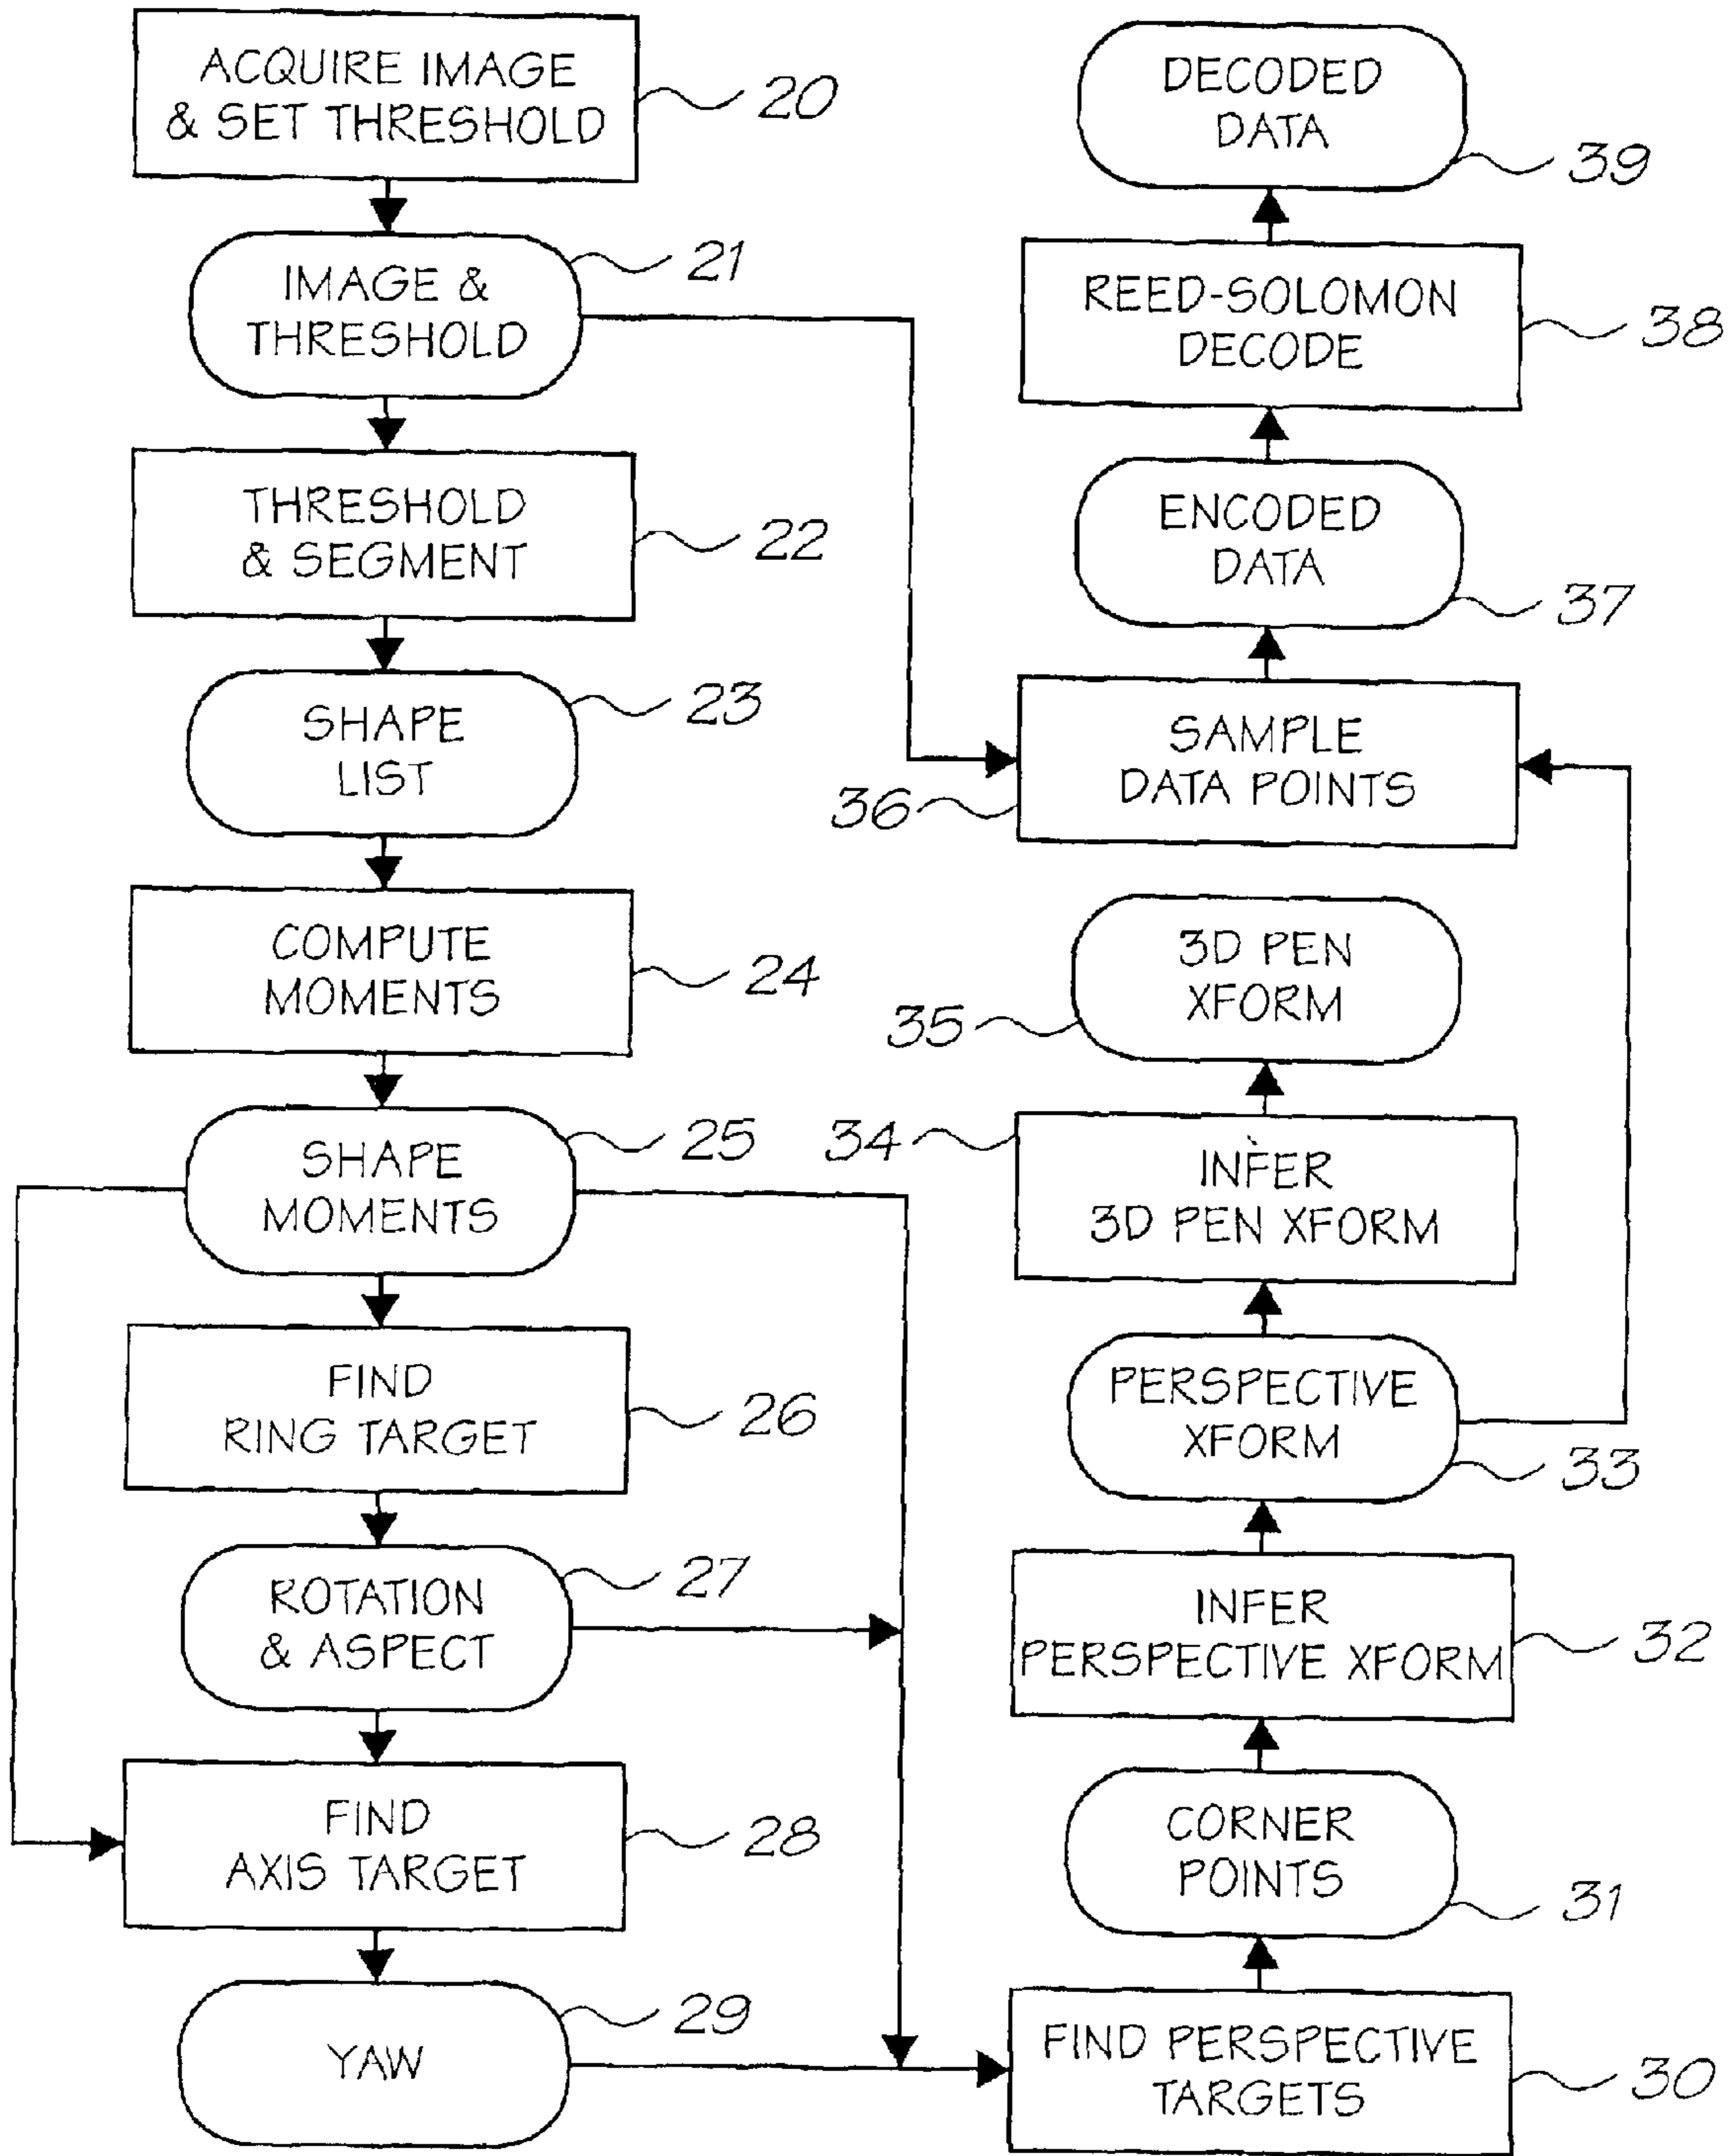 ACQUIRE IMAGE
& SET THRESHOLD
20
IMAGE &
THRESHOLD
21
THRESHOLD
& SEGMENT
22
SHAPE
LIST
23
COMPUTE
MOMENTS
24
SHAPE
MOMENTS
25
FIND
RING TARGET
26
ROTATION
& ASPECT
27
FIND
AXIS TARGET
28
YAW
29
FIND PERSPECTIVE
TARGETS
30
CORNER
POINTS
31
INFER
PERSPECTIVE XFORM
32
PERSPECTIVE
XFORM
33
INFER
3D PEN XFORM
34
3D PEN
XFORM
35
SAMPLE
DATA POINTS
36
ENCODED
DATA
37
REED-SOLOMON
DECODE
38
DECODED
DATA
39